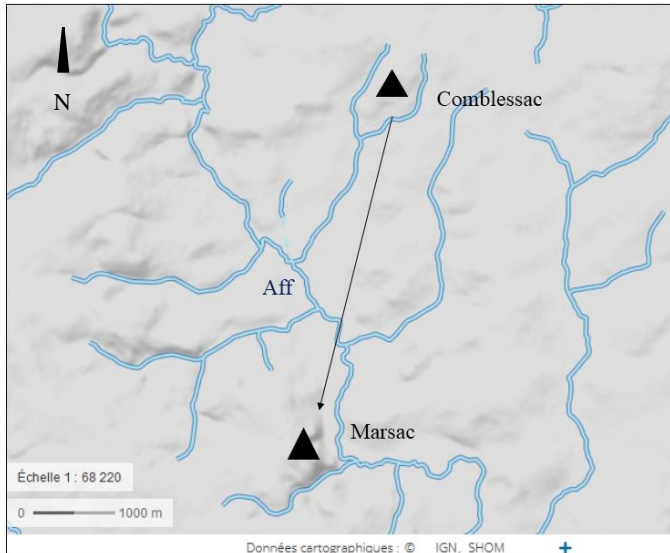 N
Comblessac
Aff
Marsac
Échelle 1 : 68 220
0 1000 m
Données cartographiques : © IGN, SHOM +